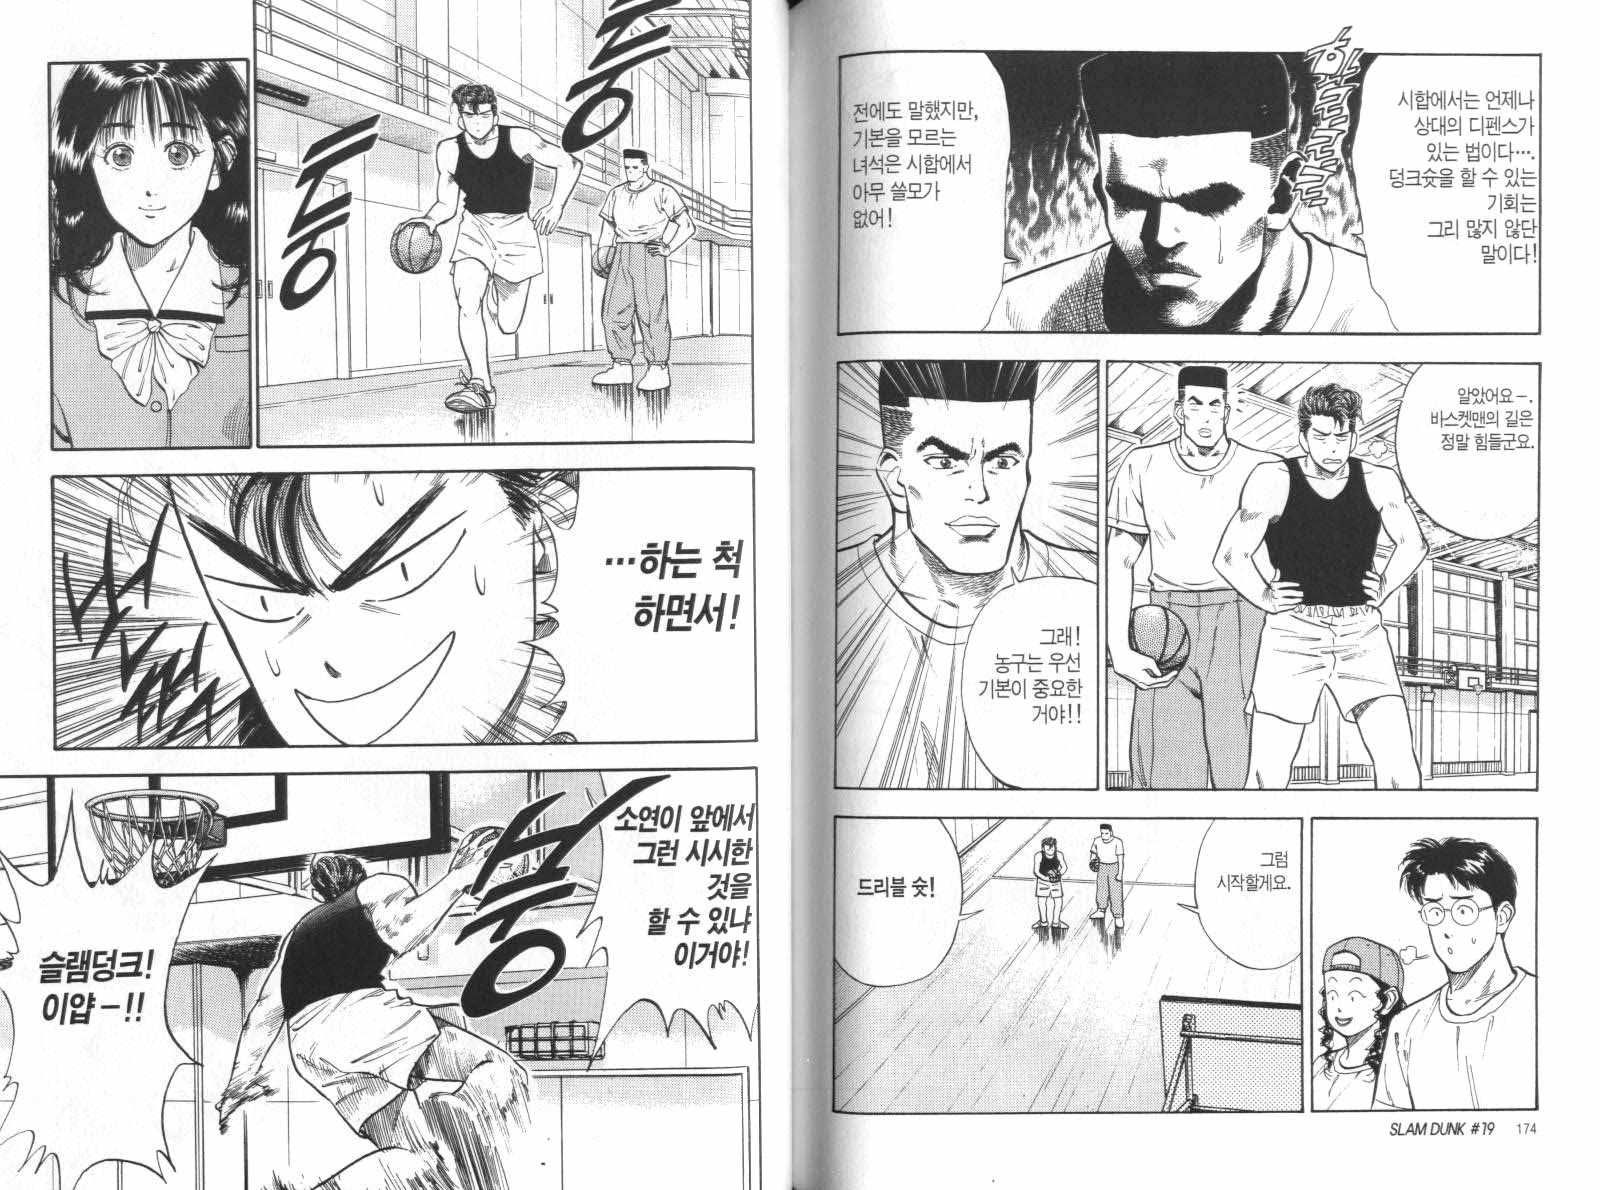 시합에서는 언제나
상대의 디펜스가
있는 법이다….
덩크슛을 할 수 있는
기회는
그리 많지 않단
말이다!
전에도 말했지만,
기본을 모르는
녀석은 시합에서
아무 쓸모가
없어!
알았어요-.
바스켓맨의 길은
정말 힘들군요.
그래!
농구는 우선
기본이 중요한
거야!!
그럼
시작할게요.
드리블 슛!
SLAM DUNK #19 174
퉁
퉁
…하는 척
하면서!
소연이 앞에서
그런 시시한
것을
할 수 있냐
이거야!
부웅
슬램덩크!
이얍-!!